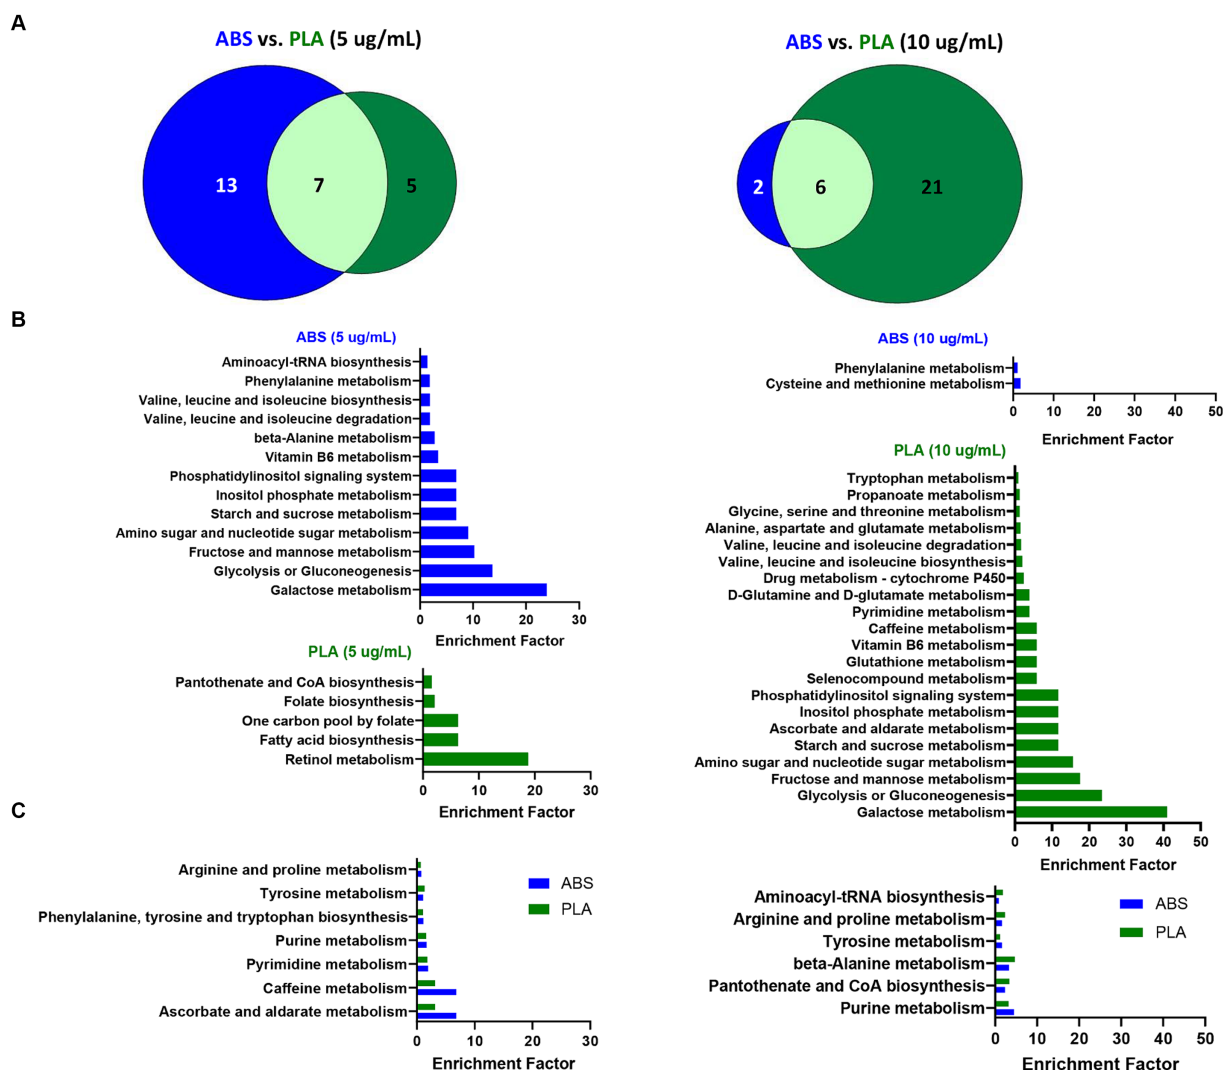 A
ABS vs. PLA (5 ug/mL)
13
7
5
ABS vs. PLA (10 ug/mL)
2
6
21
B
ABS (5 ug/mL)
Aminoacyl-tRNA biosynthesis
Phenylalanine metabolism
Valine, leucine and isoleucine biosynthesis
Valine, leucine and isoleucine degradation
beta-Alanine metabolism
Vitamin B6 metabolism
Phosphatidylinositol signaling system
Inositol phosphate metabolism
Starch and sucrose metabolism
Amino sugar and nucleotide sugar metabolism
Fructose and mannose metabolism
Glycolysis or Gluconeogenesis
Galactose metabolism
0 10 20 30
Enrichment Factor
PLA (5 ug/mL)
Pantothenate and CoA biosynthesis
Folate biosynthesis
One carbon pool by folate
Fatty acid biosynthesis
Retinol metabolism
0 10 20 30
Enrichment Factor
ABS (10 ug/mL)
Phenylalanine metabolism
Cysteine and methionine metabolism
0 10 20 30 40 50
Enrichment Factor
PLA (10 ug/mL)
Tryptophan metabolism
Propanoate metabolism
Glycine, serine and threonine metabolism
Alanine, aspartate and glutamate metabolism
Valine, leucine and isoleucine degradation
Valine, leucine and isoleucine biosynthesis
Drug metabolism - cytochrome P450
D-Glutamine and D-glutamate metabolism
Pyrimidine metabolism
Caffeine metabolism
Vitamin B6 metabolism
Glutathione metabolism
Selenocompound metabolism
Phosphatidylinositol signaling system
Inositol phosphate metabolism
Ascorbate and aldarate metabolism
Starch and sucrose metabolism
Amino sugar and nucleotide sugar metabolism
Fructose and mannose metabolism
Glycolysis or Gluconeogenesis
Galactose metabolism
0 10 20 30 40 50
Enrichment Factor
C
Arginine and proline metabolism
Tyrosine metabolism
Phenylalanine, tyrosine and tryptophan biosynthesis
Purine metabolism
Pyrimidine metabolism
Caffeine metabolism
Ascorbate and aldarate metabolism
0 10 20 30
Enrichment Factor
ABS
PLA
Aminoacyl-tRNA biosynthesis
Arginine and proline metabolism
Tyrosine metabolism
beta-Alanine metabolism
Pantothenate and CoA biosynthesis
Purine metabolism
0 10 20 30 40 50
Enrichment Factor
ABS
PLA